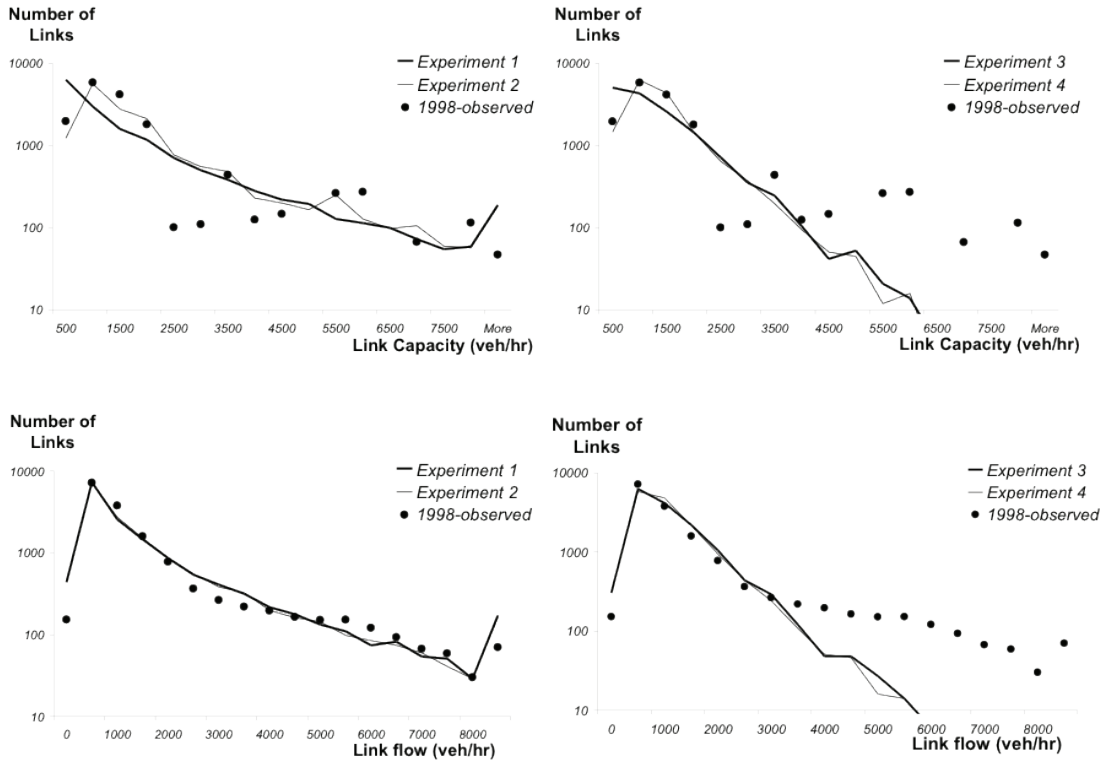 Number of
Links
10000
1000
100
10
Experiment 1
Experiment 2
1998-observed
500 1500 2500 3500 4500 5500 6500 7500 More
Link Capacity (veh/hr)
Number of
Links
10000
1000
100
10
Experiment 3
Experiment 4
1998-observed
500 1500 2500 3500 4500 5500 6500 7500 More
Link Capacity (veh/hr)
Number of
Links
10000
1000
100
10
Experiment 1
Experiment 2
1998-observed
0 1000 2000 3000 4000 5000 6000 7000 8000
Link flow (veh/hr)
Number of
Links
10000
1000
100
10
Experiment 3
Experiment 4
1998-observed
0 1000 2000 3000 4000 5000 6000 7000 8000
Link flow (veh/hr)